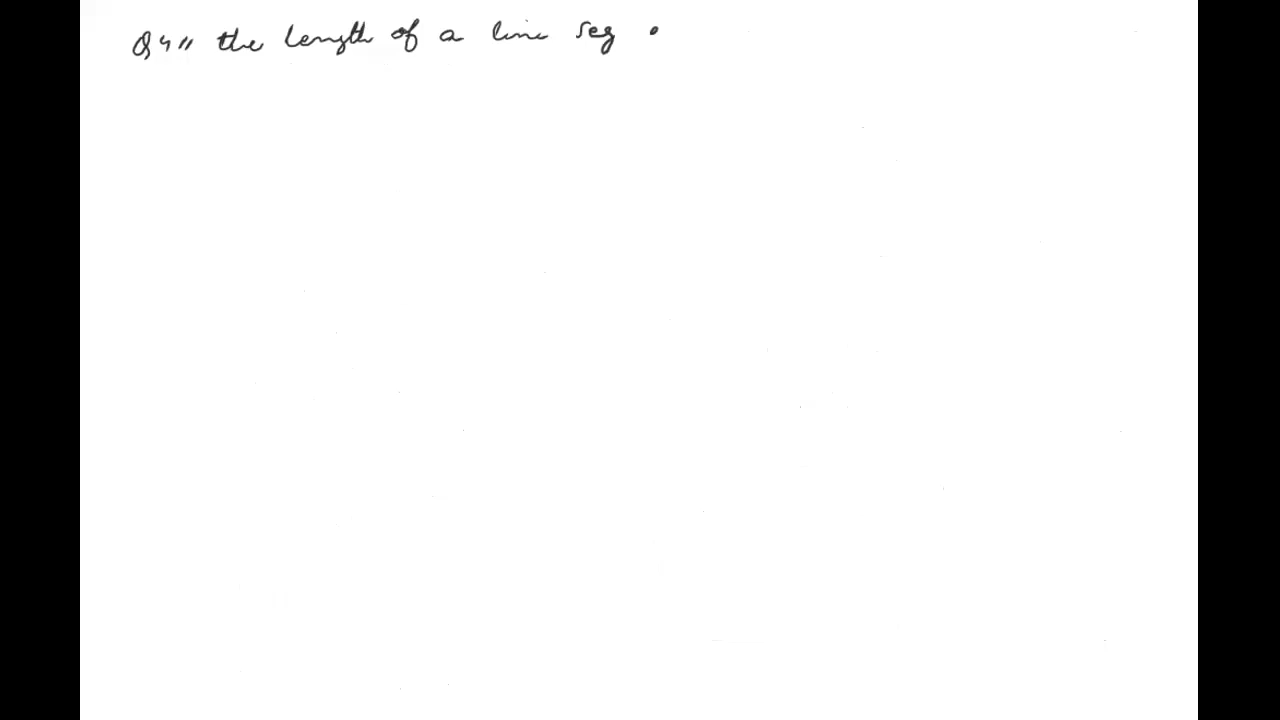 Q4" the length of a line seg .